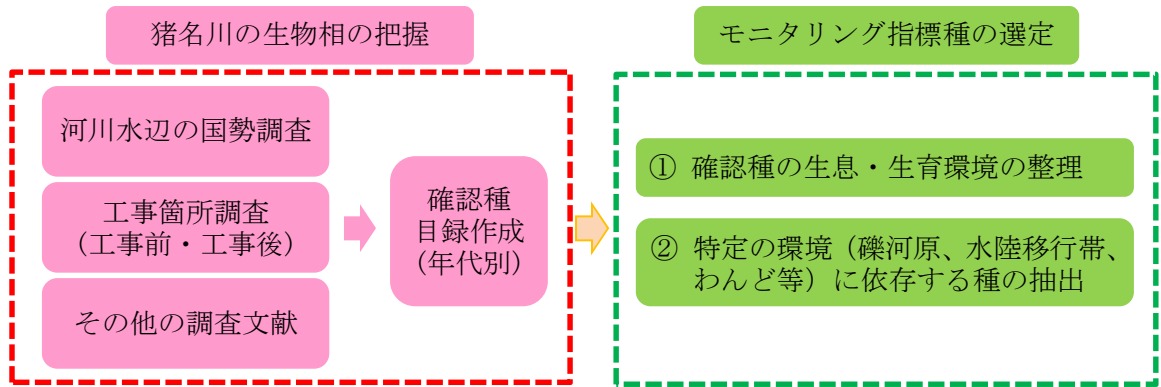 猪名川の生物相の把握
河川水辺の国勢調査
工事箇所調査
（工事前・工事後）
その他の調査文献
確認種
目録作成
（年代別）
モニタリング指標種の選定
① 確認種の生息・生育環境の整理
② 特定の環境（礫河原、水陸移行帯、
わんど等）に依存する種の抽出